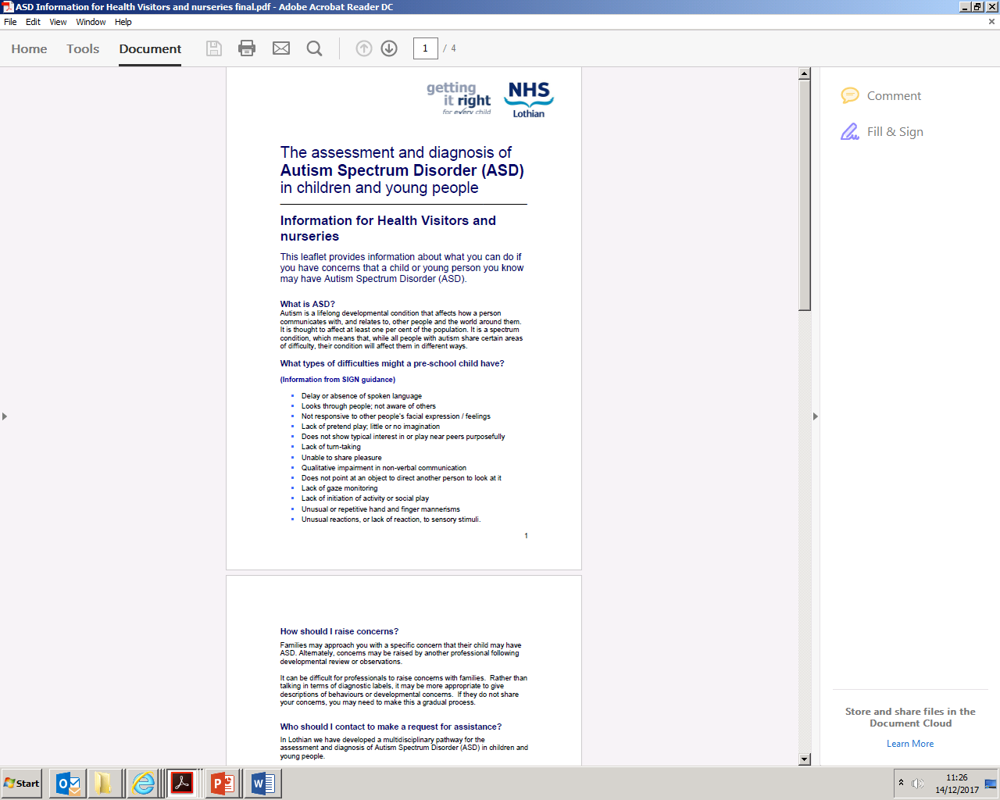 ASD Information for Health Visitors and nurseries final.pdf - Adobe Acrobat Reader DC
File Edit View Window Help
Home Tools Document 1 / 4
getting
it right
for every child
NHS
Lothian
The assessment and diagnosis of
Autism Spectrum Disorder (ASD)
in children and young people
Information for Health Visitors and
nurseries
This leaflet provides information about what you can do if
you have concerns that a child or young person you know
may have Autism Spectrum Disorder (ASD).
What is ASD?
Autism is a lifelong developmental condition that affects how a person
communicates with, and relates to, other people and the world around them.
It is thought to affect at least one per cent of the population. It is a spectrum
condition, which means that, while all people with autism share certain areas
of difficulty, their condition will affect them in different ways.
What types of difficulties might a pre-school child have?
(Information from SIGN guidance)
Delay or absence of spoken language
Looks through people; not aware of others
Not responsive to other people's facial expression / feelings
Lack of pretend play; little or no imagination
Does not show typical interest in or play near peers purposefully
Lack of turn-taking
Unable to share pleasure
Qualitative impairment in non-verbal communication
Does not point at an object to direct another person to look at it
Lack of gaze monitoring
Lack of initiation of activity or social play
Unusual or repetitive hand and finger mannerisms
Unusual reactions, or lack of reaction, to sensory stimuli.
1
How should I raise concerns?
Families may approach you with a specific concern that their child may have
ASD. Alternately, concerns may be raised by another professional following
developmental review or observations.
It can be difficult for professionals to raise concerns with families. Rather than
talking in terms of diagnostic labels, it may be more appropriate to give
descriptions of behaviours or developmental concerns. If they do not share
your concerns, you may need to make this a gradual process.
Who should I contact to make a request for assistance?
In Lothian we have developed a multidisciplinary pathway for the
assessment and diagnosis of Autism Spectrum Disorder (ASD) in children and
young people.
Comment
Fill & Sign
Store and share files in the
Document Cloud
Learn More
Start
11:26
14/12/2017